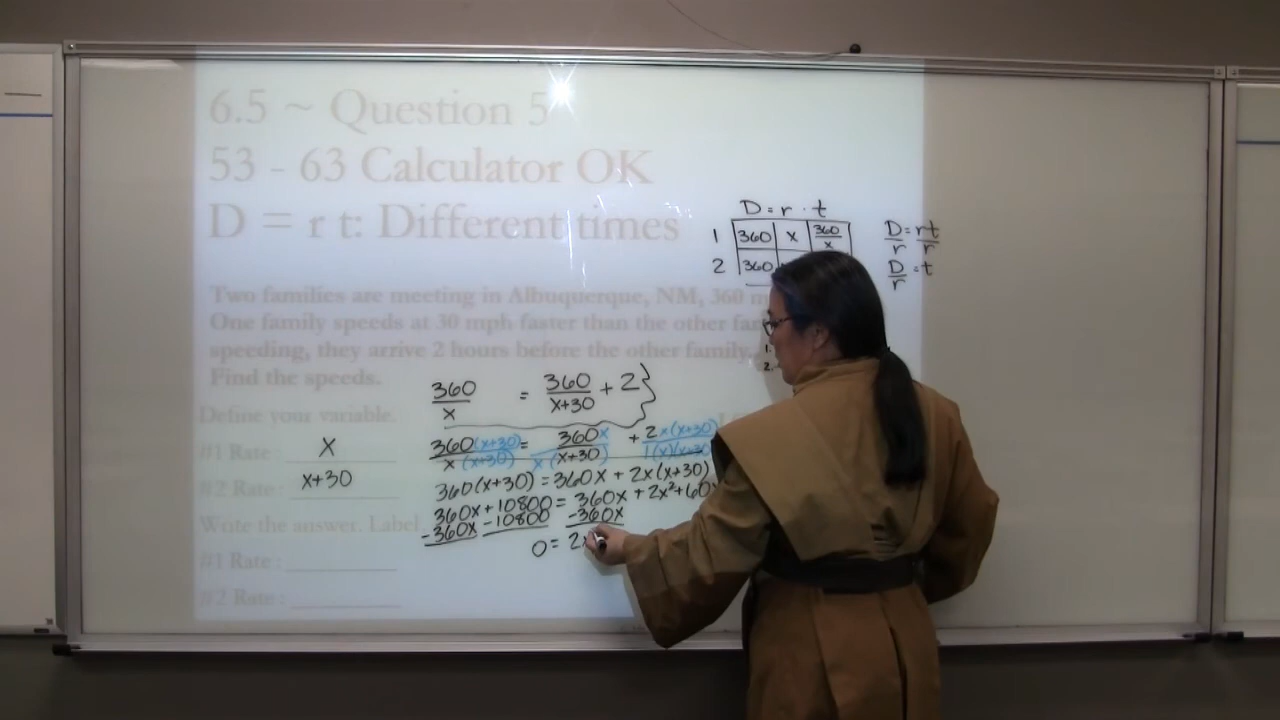 6.5 ~ Question 5
53 - 63 Calculator OK
D = r t: Different times
D = r · t
1 360 x 360/x
2 360
D/r = rt/r
D/r = t
Two families are meeting in Albuquerque, NM, 360
One family speeds at 30 mph faster than the other
speeding, they arrive 2 hours before the other family.
Find the speeds.
1.
2.
Define your variable.
#1 Rate : x
#2 Rate : x+30
Write the answer. Label.
#1 Rate :
#2 Rate :
360/x = 360/(x+30) + 2
360(x+30)/x(x+30) = 360x/x(x+30) + 2x(x+30)/1(x)(x+30)
360(x+30) = 360x + 2x(x+30)
360x + 10800 = 360x + 2x²+60x
-360x -10800 -360x
0 = 2x